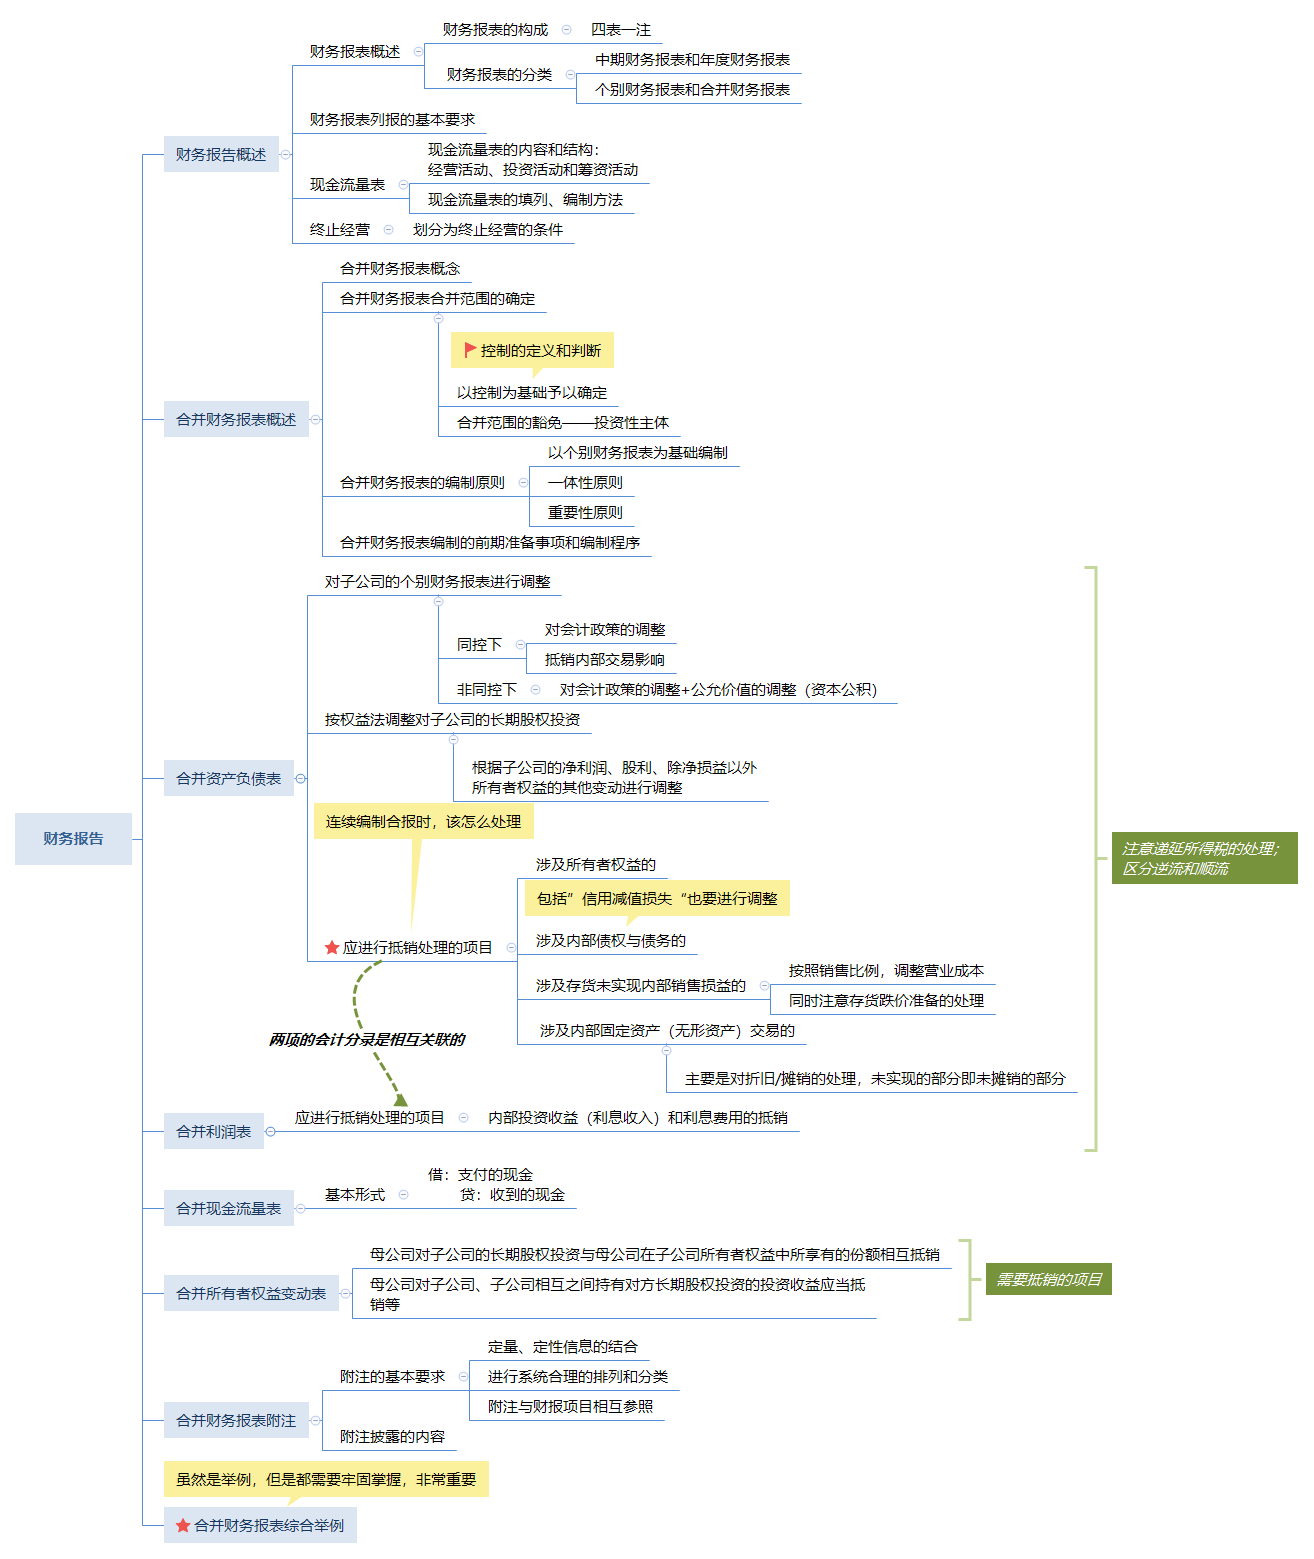 财务报告
财务报告概述
财务报表概述
财务报表的构成
四表一注
财务报表的分类
中期财务报表和年度财务报表
个别财务报表和合并财务报表
财务报表列报的基本要求
现金流量表
现金流量表的内容和结构：
经营活动、投资活动和筹资活动
现金流量表的填列、编制方法
终止经营
划分为终止经营的条件
合并财务报表概述
合并财务报表概念
合并财务报表合并范围的确定
控制的定义和判断
以控制为基础予以确定
合并范围的豁免——投资性主体
合并财务报表的编制原则
以个别财务报表为基础编制
一体性原则
重要性原则
合并财务报表编制的前期准备事项和编制程序
合并资产负债表
对子公司的个别财务报表进行调整
同控下
对会计政策的调整
抵销内部交易影响
非同控下
对会计政策的调整+公允价值的调整（资本公积）
按权益法调整对子公司的长期股权投资
根据子公司的净利润、股利、除净损益以外
所有者权益的其他变动进行调整
连续编制合报时，该怎么处理
应进行抵销处理的项目
涉及所有者权益的
包括”信用减值损失“也要进行调整
涉及内部债权与债务的
涉及存货未实现内部销售损益的
按照销售比例，调整营业成本
同时注意存货跌价准备的处理
涉及内部固定资产（无形资产）交易的
主要是对折旧/摊销的处理，未实现的部分即未摊销的部分
两项的会计分录是相互关联的
合并利润表
应进行抵销处理的项目
内部投资收益（利息收入）和利息费用的抵销
注意递延所得税的处理；
区分逆流和顺流
合并现金流量表
基本形式
借：支付的现金
贷：收到的现金
合并所有者权益变动表
母公司对子公司的长期股权投资与母公司在子公司所有者权益中所享有的份额相互抵销
母公司对子公司、子公司相互之间持有对方长期股权投资的投资收益应当抵
销等
需要抵销的项目
合并财务报表附注
附注的基本要求
定量、定性信息的结合
进行系统合理的排列和分类
附注与财报项目相互参照
附注披露的内容
虽然是举例，但是都需要牢固掌握，非常重要
合并财务报表综合举例